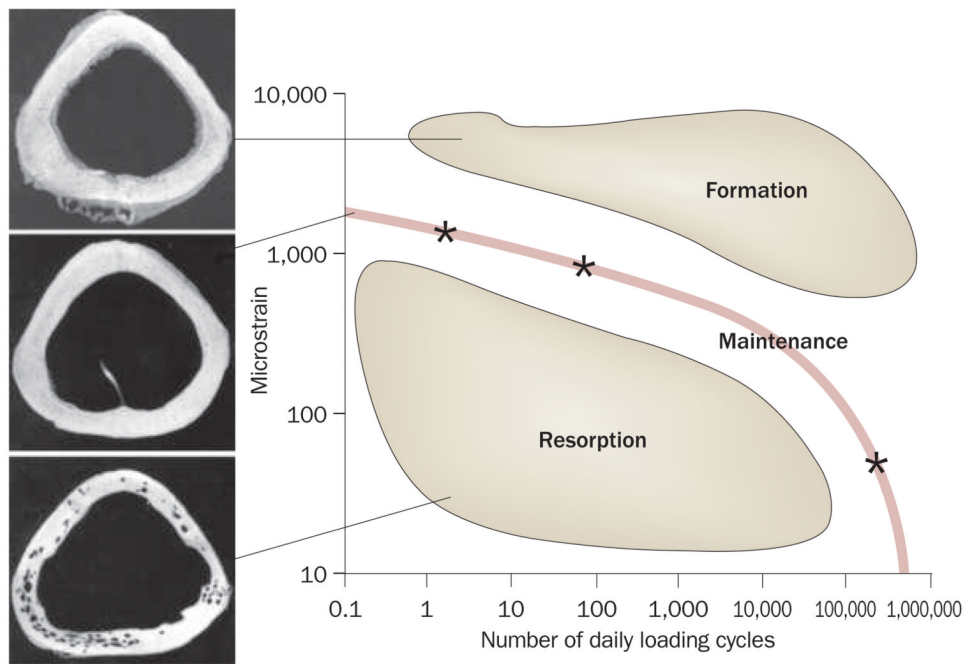 10,000
1,000
100
10
Microstrain
Formation
Maintenance
Resorption
*
*
*
0.1 1 10 100 1,000 10,000 100,000 1,000,000
Number of daily loading cycles